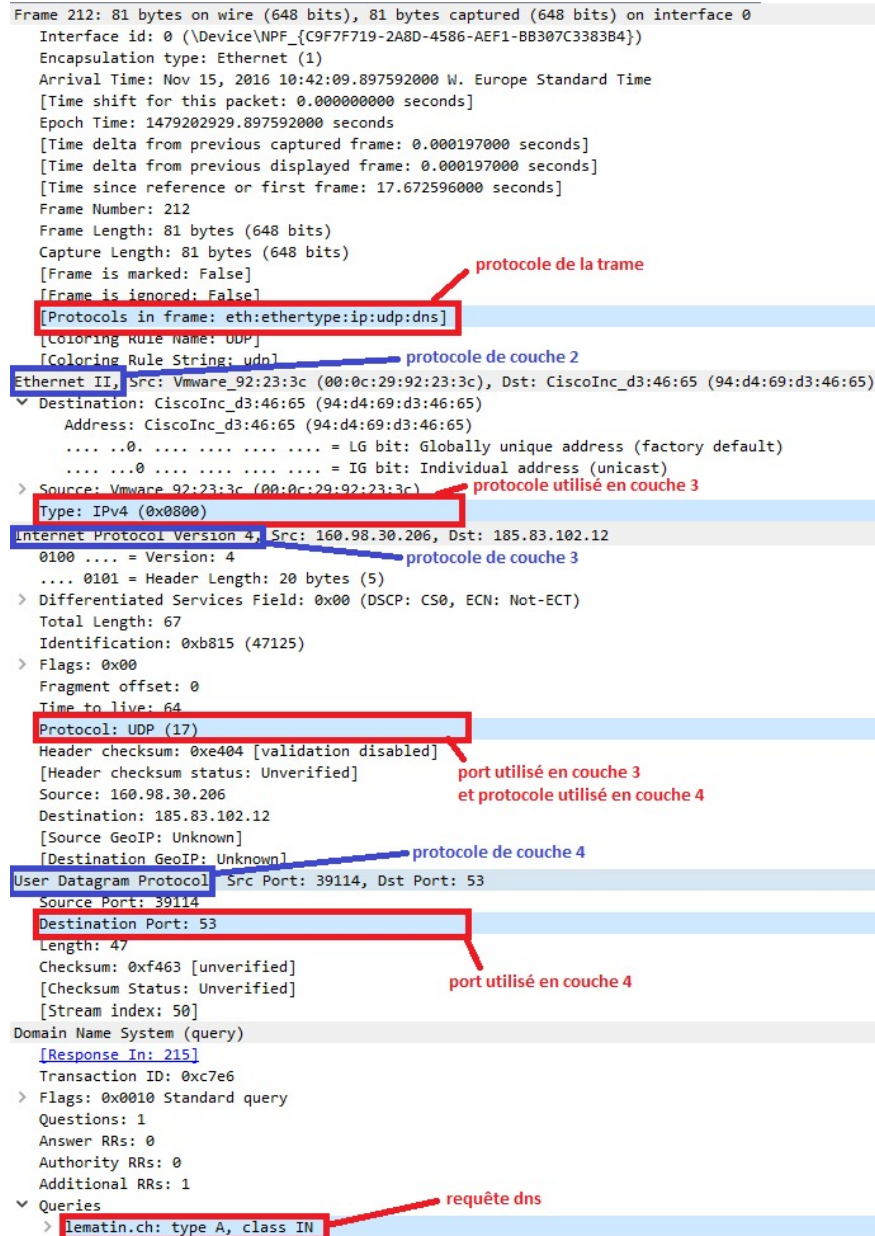 Frame 212: 81 bytes on wire (648 bits), 81 bytes captured (648 bits) on interface 0
Interface id: 0 (\Device\NPF_{C9F7F719-2A8D-4586-AEF1-BB307C3383B4})
Encapsulation type: Ethernet (1)
Arrival Time: Nov 15, 2016 10:42:09.897592000 W. Europe Standard Time
[Time shift for this packet: 0.000000000 seconds]
Epoch Time: 1479202929.897592000 seconds
[Time delta from previous captured frame: 0.000197000 seconds]
[Time delta from previous displayed frame: 0.000197000 seconds]
[Time since reference or first frame: 17.672596000 seconds]
Frame Number: 212
Frame Length: 81 bytes (648 bits)
Capture Length: 81 bytes (648 bits)
protocole de la trame
[Frame is marked: False]
[Frame is ignored: False]
[Protocols in frame: eth:ethertype:ip:udp:dns]
[Coloring Rule Name: UDP]
[Coloring Rule String: udp]
protocole de couche 2
Ethernet II, Src: Vmware_92:23:3c (00:0c:29:92:23:3c), Dst: CiscoInc_d3:46:65 (94:d4:69:d3:46:65)
Destination: CiscoInc_d3:46:65 (94:d4:69:d3:46:65)
Address: CiscoInc_d3:46:65 (94:d4:69:d3:46:65)
.... ..0. .... .... .... .... = LG bit: Globally unique address (factory default)
.... ...0 .... .... .... .... = IG bit: Individual address (unicast)
Source: Vmware_92:23:3c (00:0c:29:92:23:3c)
protocole utilisé en couche 3
Type: IPv4 (0x0800)
Internet Protocol Version 4, Src: 160.98.30.206, Dst: 185.83.102.12
0100 .... = Version: 4
protocole de couche 3
.... 0101 = Header Length: 20 bytes (5)
Differentiated Services Field: 0x00 (DSCP: CS0, ECN: Not-ECT)
Total Length: 67
Identification: 0xb815 (47125)
Flags: 0x00
Fragment offset: 0
Time to live: 64
Protocol: UDP (17)
Header checksum: 0xe404 [validation disabled]
[Header checksum status: Unverified]
port utilisé en couche 3
et protocole utilisé en couche 4
Source: 160.98.30.206
Destination: 185.83.102.12
[Source GeoIP: Unknown]
[Destination GeoIP: Unknown]
protocole de couche 4
User Datagram Protocol, Src Port: 39114, Dst Port: 53
Source Port: 39114
Destination Port: 53
Length: 47
Checksum: 0xf463 [unverified]
port utilisé en couche 4
[Checksum Status: Unverified]
[Stream index: 50]
Domain Name System (query)
[Response In: 215]
Transaction ID: 0xc7e6
Flags: 0x0010 Standard query
Questions: 1
Answer RRs: 0
Authority RRs: 0
Additional RRs: 1
Queries
requête dns
lematin.ch: type A, class IN